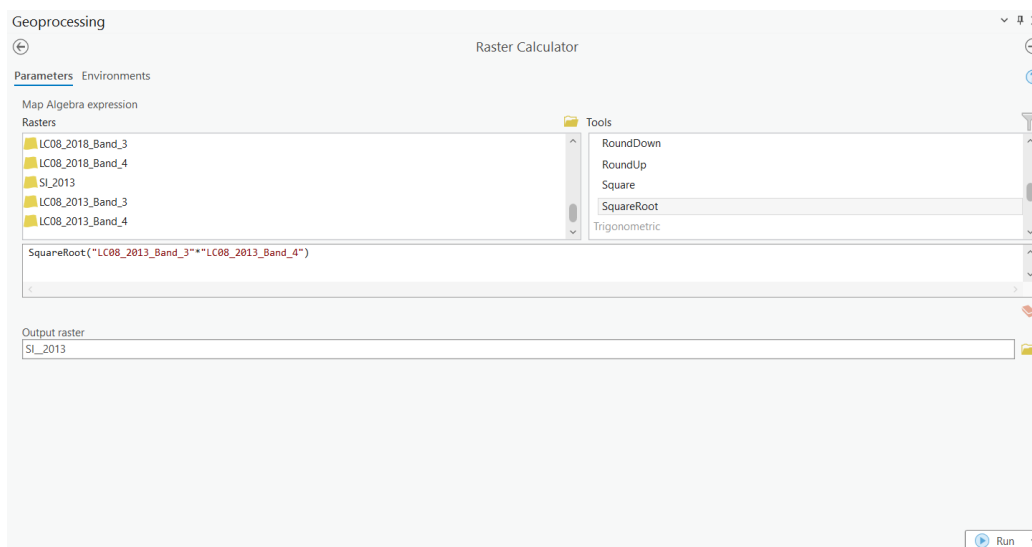 Geoprocessing
Raster Calculator
Parameters Environments
Map Algebra expression
Rasters
Tools
LC08_2018_Band_3
LC08_2018_Band_4
SI_2013
LC08_2013_Band_3
LC08_2013_Band_4
RoundDown
RoundUp
Square
SquareRoot
Trigonometric
SquareRoot("LC08_2013_Band_3"*"LC08_2013_Band_4")
Output raster
SI__2013
Run